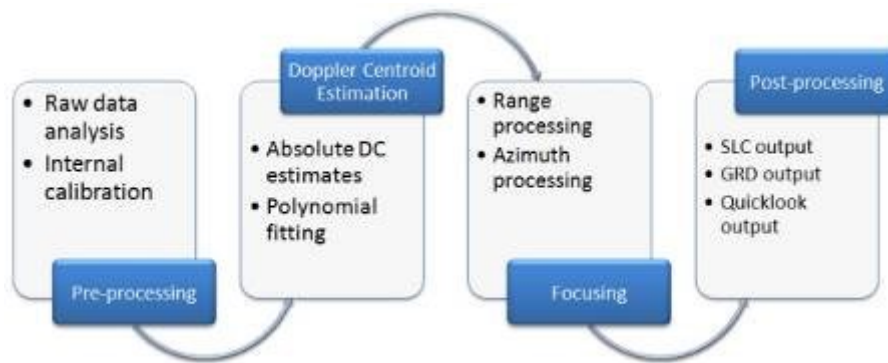 • Raw data
analysis
• Internal
calibration
Pre-processing
Doppler Centroid
Estimation
• Absolute DC
estimates
• Polynomial
fitting
• Range
processing
• Azimuth
processing
Focusing
Post-processing
• SLC output
• GRD output
• Quicklook
output